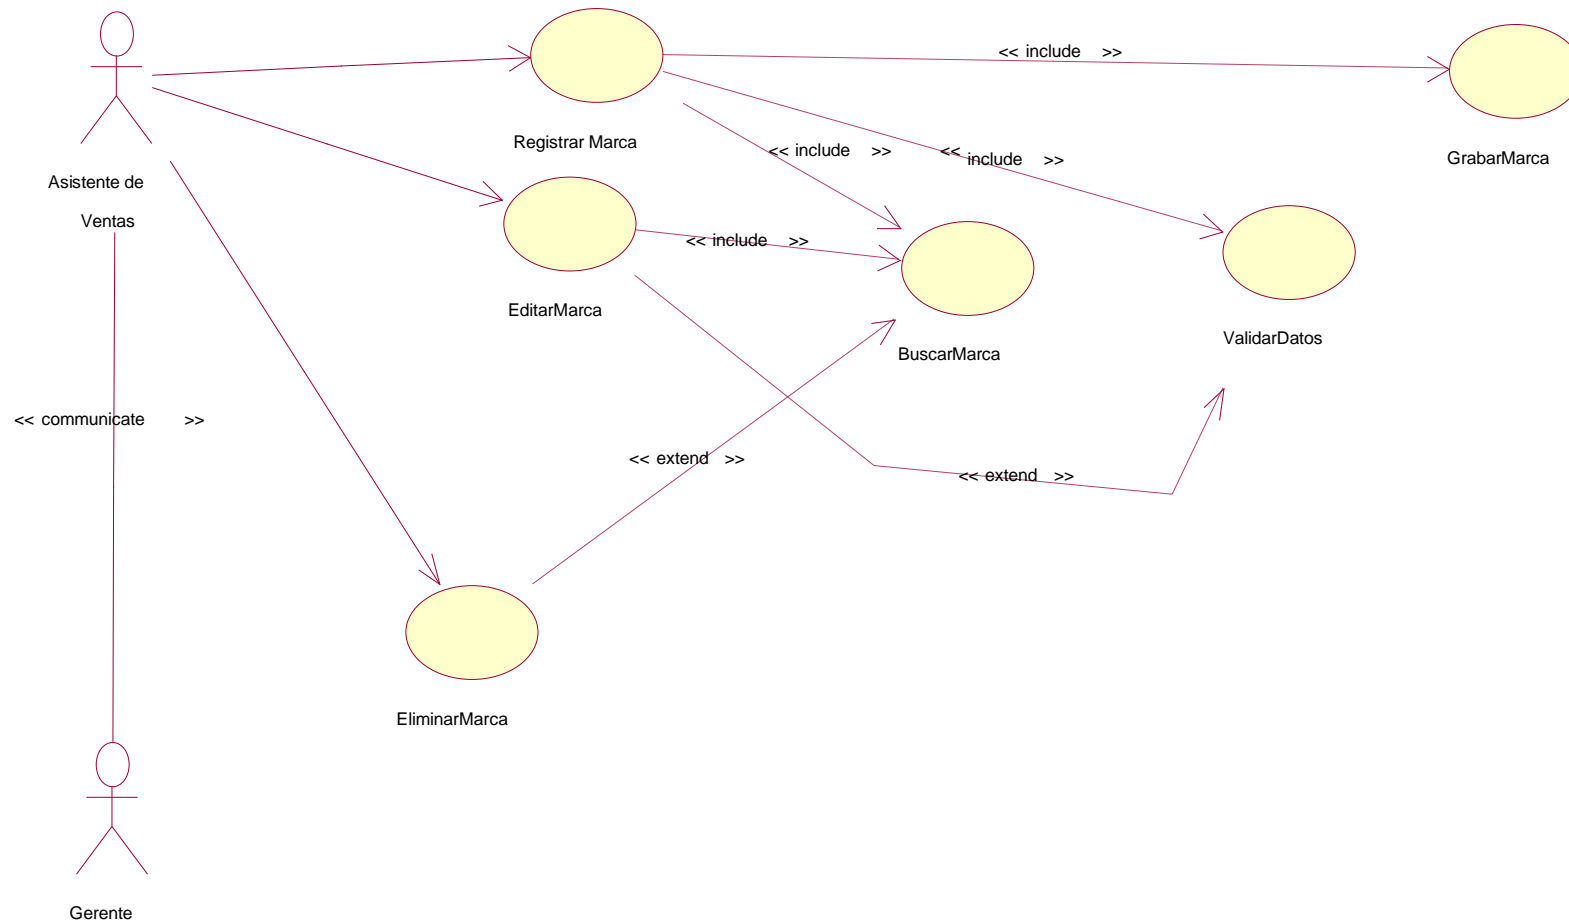 << include >>
Registrar Marca
<< include >>
<< include >>
GrabarMarca
Asistente de
Ventas
<< include >>
EditarMarca
BuscarMarca
ValidarDatos
<< communicate >>
<< extend >>
<< extend >>
EliminarMarca
Gerente